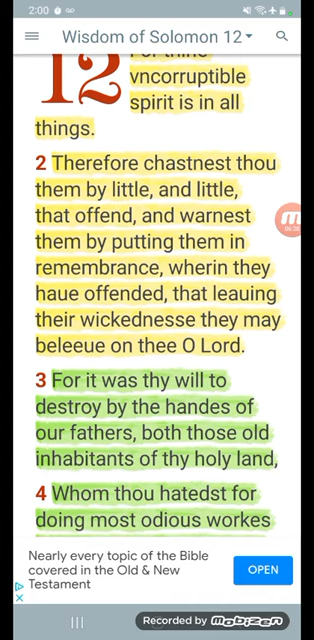 2:00
Wisdom of Solomon 12
12 For thine
vncorruptible
spirit is in all
things.
2 Therefore chastnest thou
them by little, and little,
that offend, and warnest
them by putting them in
remembrance, wherin they
haue offended, that leauing
their wickednesse they may
beleeue on thee O Lord.
3 For it was thy will to
destroy by the handes of
our fathers, both those old
inhabitants of thy holy land,
4 Whom thou hatedst for
doing most odious workes
Nearly every topic of the Bible
covered in the Old & New
Testament
OPEN
Recorded by Mobizen